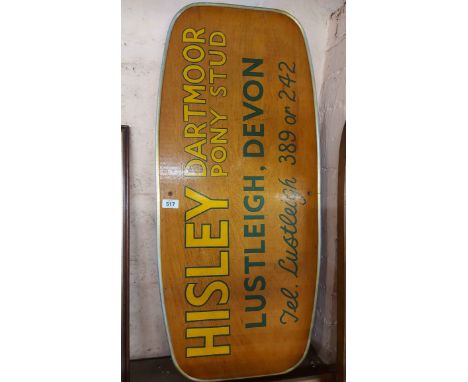 HISLEY DARTMOOR
PONY STUD
LUSTLEIGH, DEVON
Tel. Lustleigh 389 or 242
517